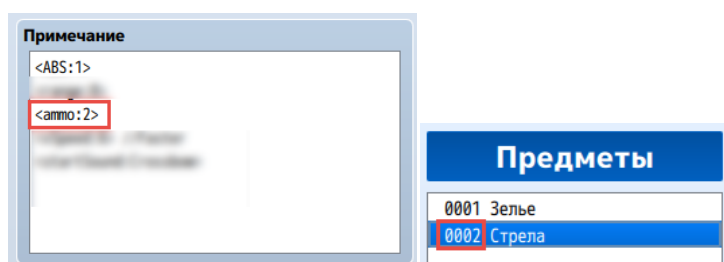 Примечание
<ABS:1>
<ammo:2>
Предметы
0001 Зелье
0002 Стрела